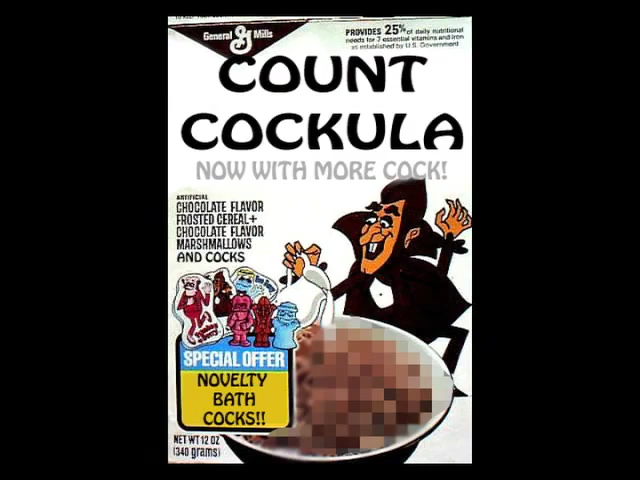 General Mills
PROVIDES 25% of daily nutritional
needs for 7 essential vitamins and iron
as established by U.S. Government
COUNT
COCKULA
NOW WITH MORE COCK!
ARTIFICIAL
CHOCOLATE FLAVOR
FROSTED CEREAL+
CHOCOLATE FLAVOR
MARSHMALLOWS
AND COCKS
SPECIAL OFFER
NOVELTY
BATH
COCKS!!
NET WT 12 OZ
(340 grams)